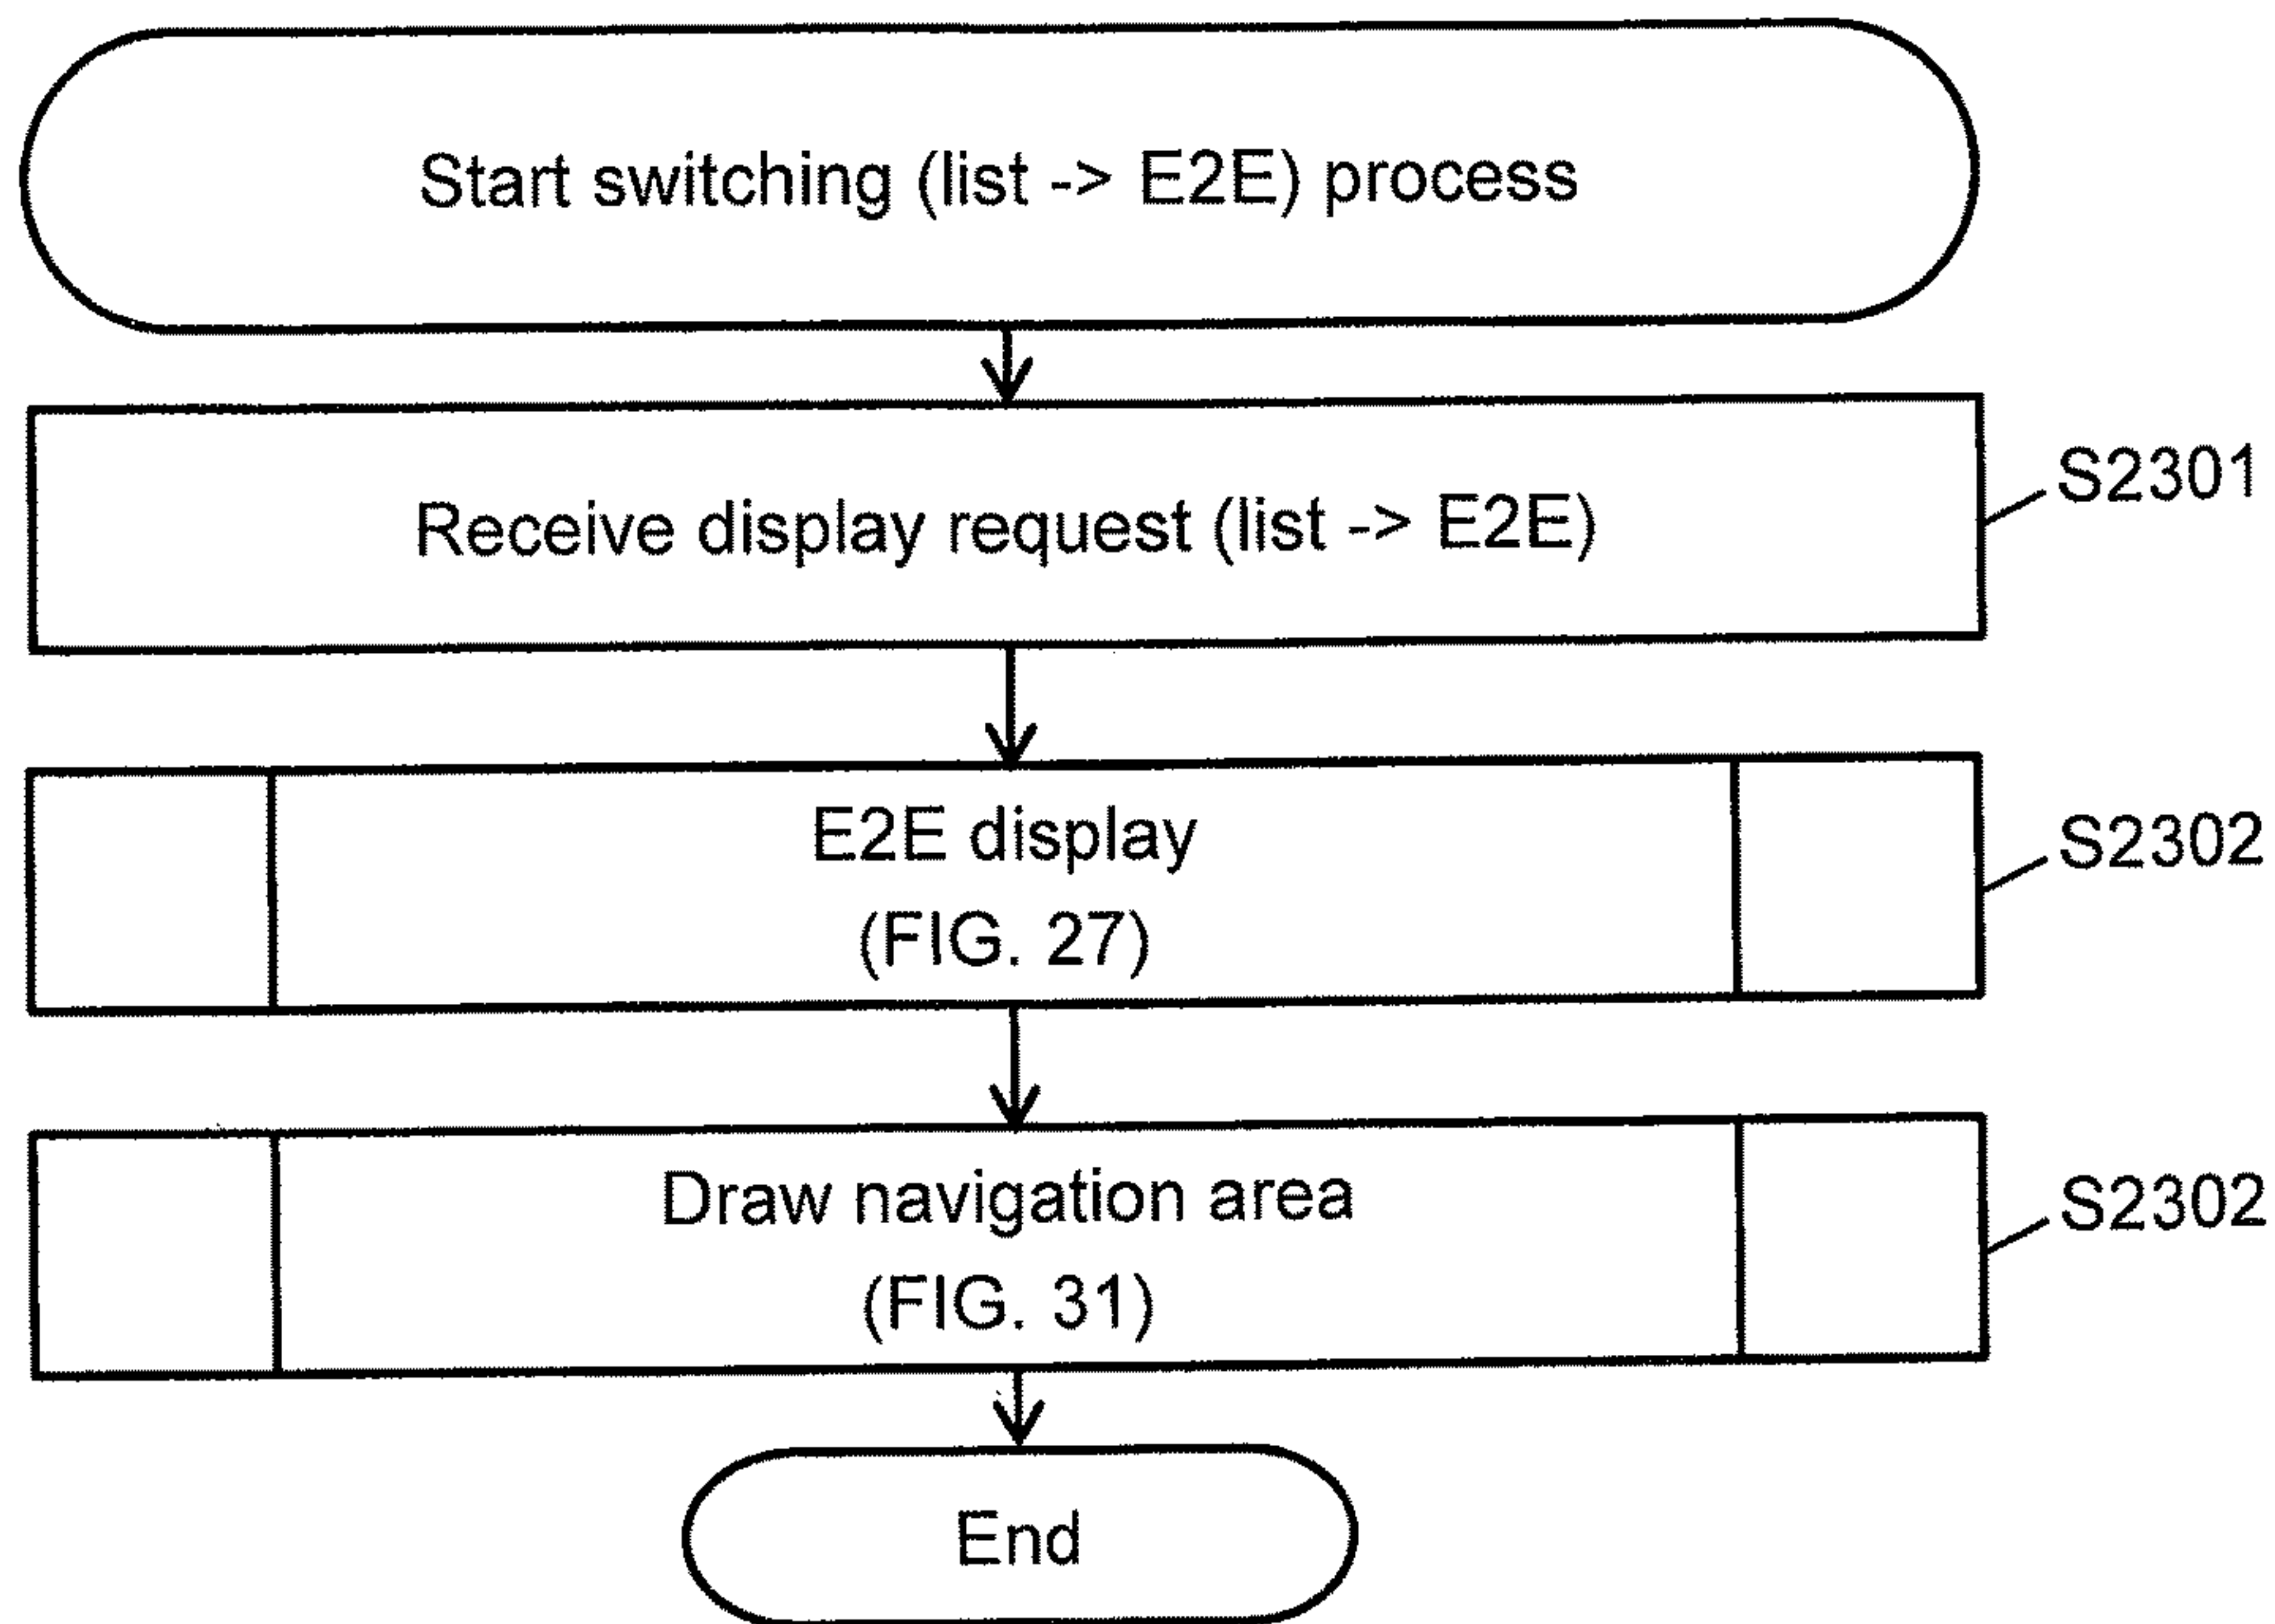 Start switching (list -> E2E) process
Receive display request (list -> E2E)
S2301
E2E display
(FIG. 27)
S2302
Draw navigation area
(FIG. 31)
S2302
End